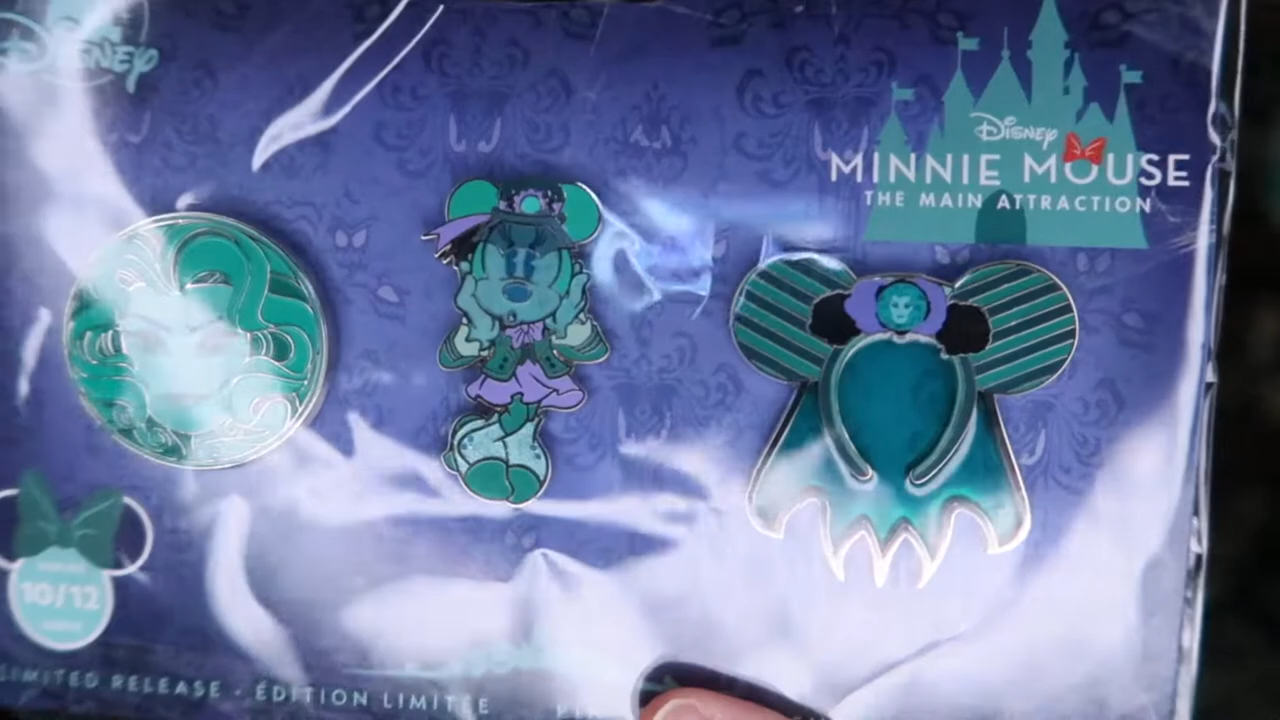 Disney
Disney
MINNIE MOUSE
THE MAIN ATTRACTION
10/12
LIMITED RELEASE · ÉDITION LIMITÉE